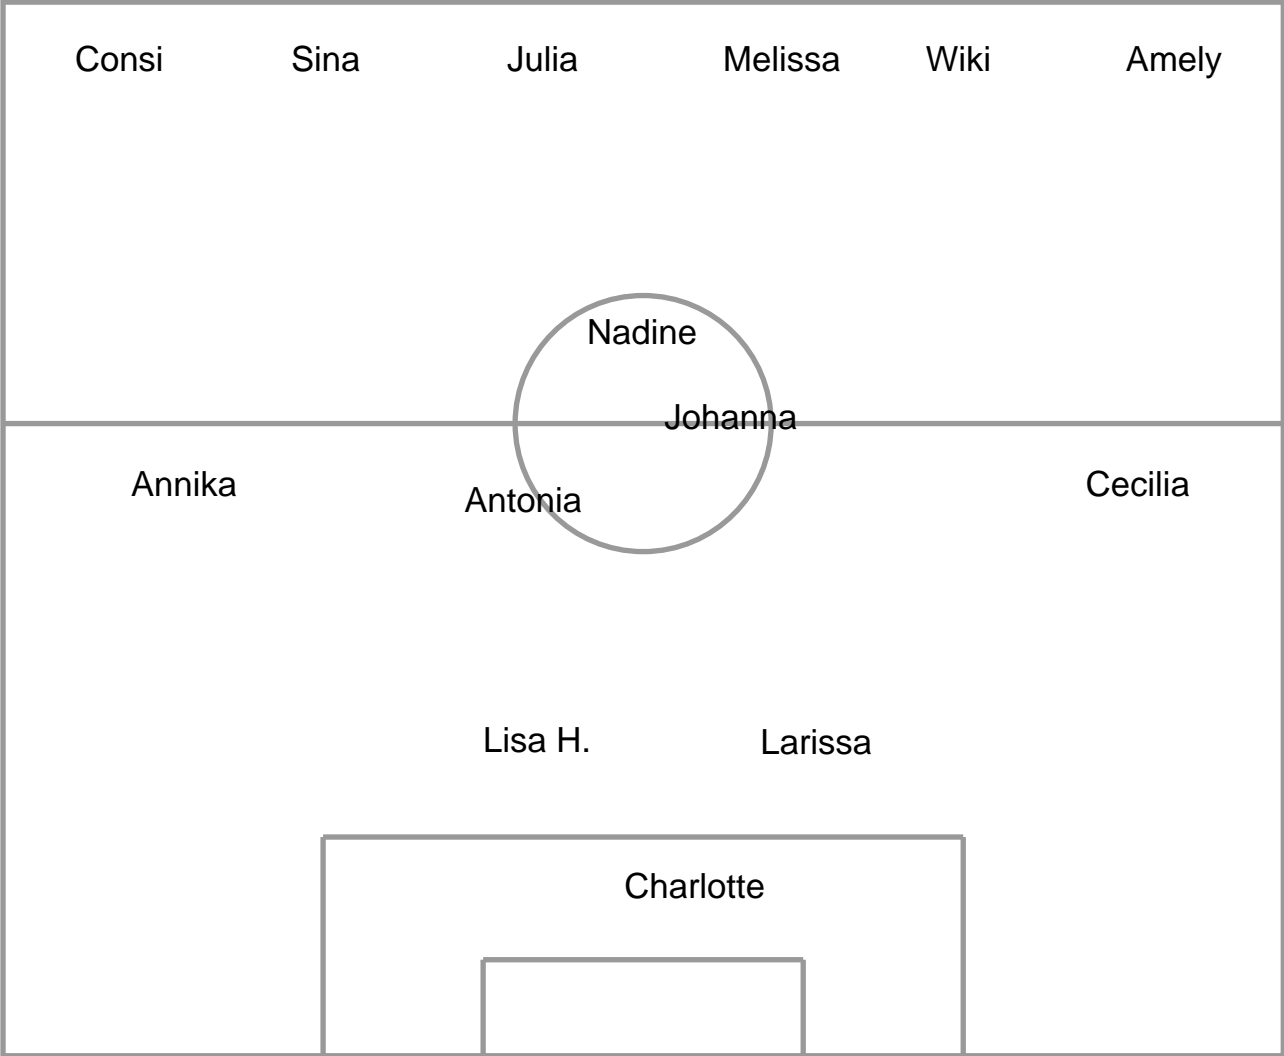 Consi Sina Julia Melissa Wiki Amely
Nadine
Johanna
Annika Antonia Cecilia
Lisa H. Larissa
Charlotte